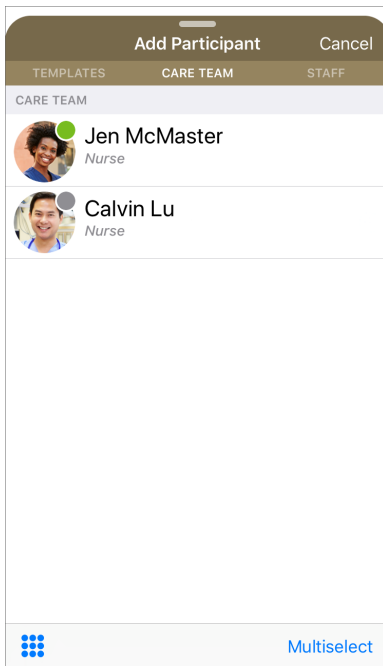 Add Participant Cancel
TEMPLATES CARE TEAM STAFF
CARE TEAM
Jen McMaster
Nurse
Calvin Lu
Nurse
Multiselect